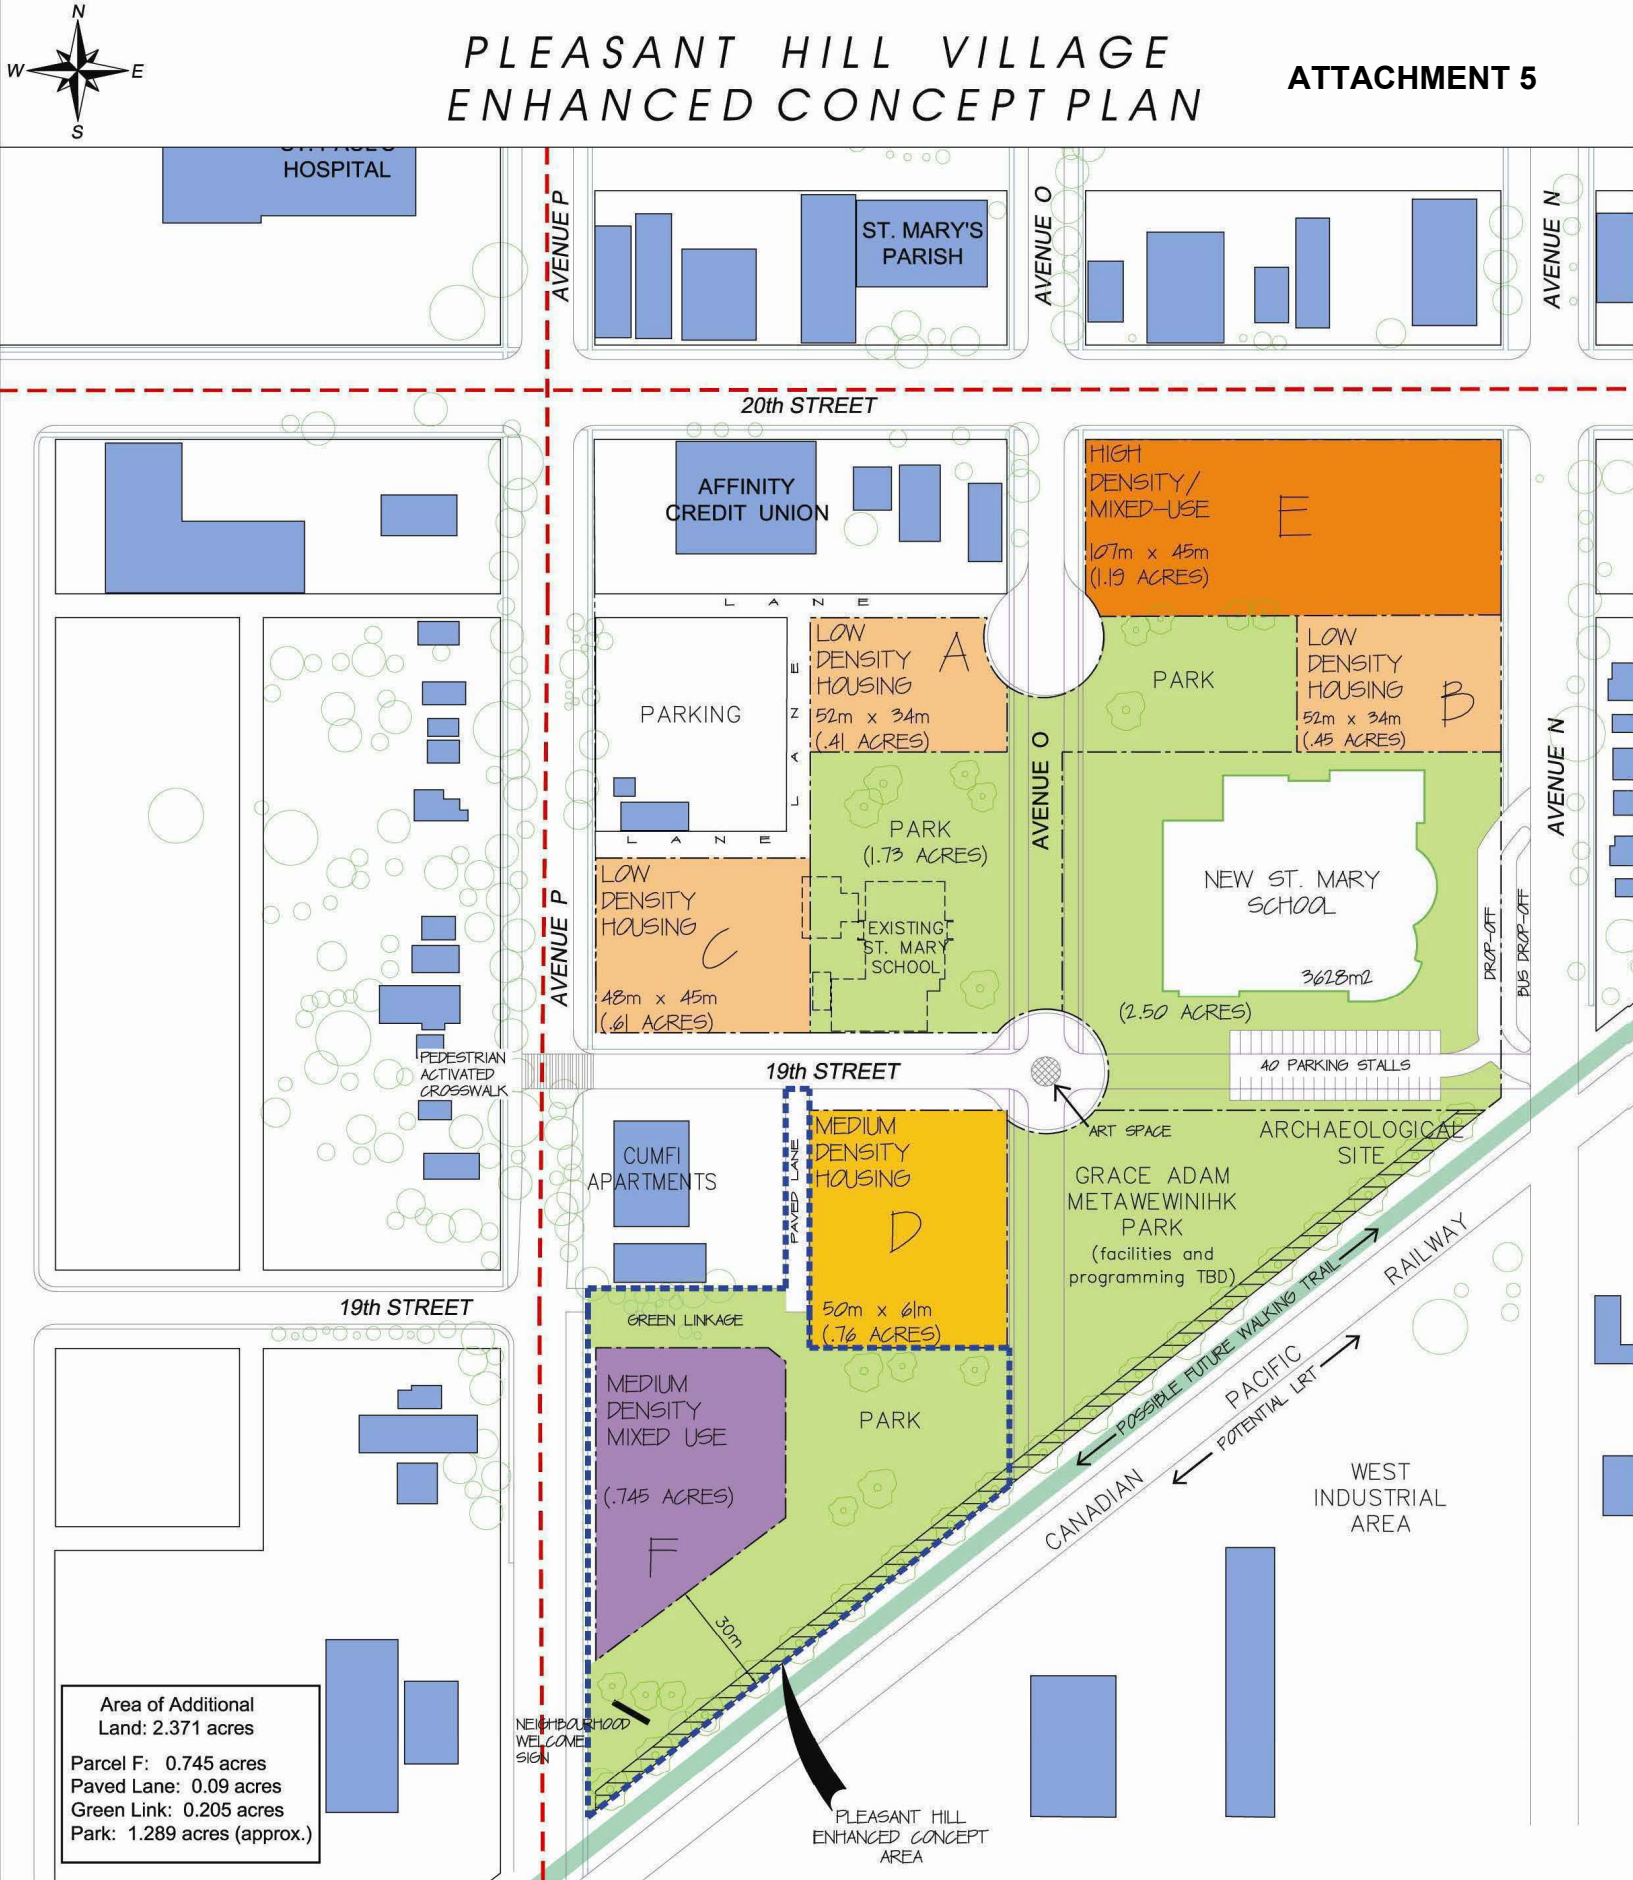 N
W
E
S
PLEASANT HILL VILLAGE
ENHANCED CONCEPT PLAN
ATTACHMENT 5
HOSPITAL
AVENUE P
ST. MARY'S
PARISH
AVENUE O
AVENUE N
20th STREET
AFFINITY
CREDIT UNION
HIGH
DENSITY/
MIXED-USE
E
107m x 45m
(1.19 ACRES)
LANE
LOW
DENSITY
HOUSING
A
52m x 34m
(.41 ACRES)
LANE
PARKING
PARK
LOW
DENSITY
HOUSING
B
52m x 34m
(.45 ACRES)
AVENUE O
AVENUE N
LANE
PARK
(1.73 ACRES)
LOW
DENSITY
HOUSING
C
48m x 45m
(.61 ACRES)
AVENUE P
EXISTING
ST. MARY
SCHOOL
NEW ST. MARY
SCHOOL
3628m2
(2.50 ACRES)
DROP-OFF
BUS DROP-OFF
PEDESTRIAN
ACTIVATED
CROSSWALK
19th STREET
40 PARKING STALLS
ART SPACE
ARCHAEOLOGICAL
SITE
CUMFI
APARTMENTS
PAVED LANE
MEDIUM
DENSITY
HOUSING
D
50m x 61m
(.76 ACRES)
GRACE ADAM
METAWEWINIHK
PARK
(facilities and
programming TBD)
19th STREET
GREEN LINKAGE
MEDIUM
DENSITY
MIXED USE
(.745 ACRES)
F
PARK
POSSIBLE FUTURE WALKING TRAIL
CANADIAN PACIFIC RAILWAY
POTENTIAL LRT
WEST
INDUSTRIAL
AREA
30m
NEIGHBOURHOOD
WELCOME
SIGN
PLEASANT HILL
ENHANCED CONCEPT
AREA
Area of Additional
Land: 2.371 acres
Parcel F: 0.745 acres
Paved Lane: 0.09 acres
Green Link: 0.205 acres
Park: 1.289 acres (approx.)